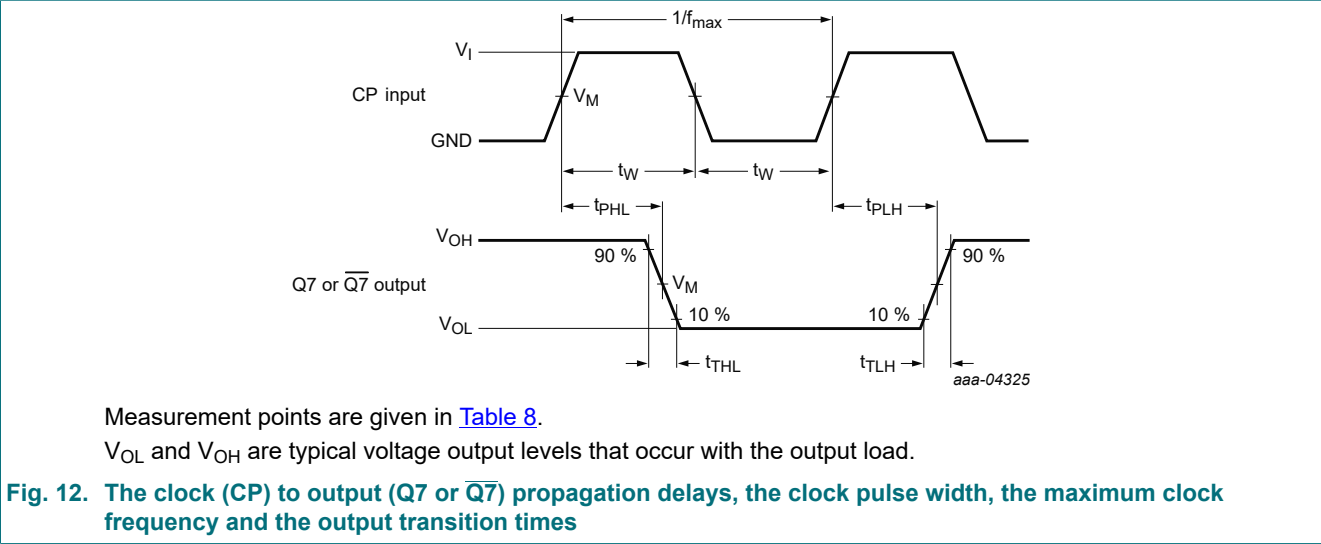 1/fmax
VI
CP input
VM
GND
tW
tW
tPHL
tPLH
VOH
90 %
90 %
Q7 or Q̅7̅ output
VM
10 %
10 %
VOL
tTHL
tTLH
aaa-04325
Measurement points are given in Table 8.
VOL and VOH are typical voltage output levels that occur with the output load.
Fig. 12. The clock (CP) to output (Q7 or Q̅7̅) propagation delays, the clock pulse width, the maximum clock
frequency and the output transition times